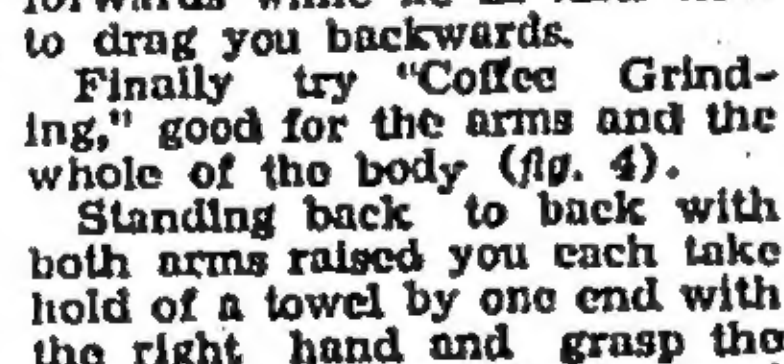 to drag you backwards.
Finally try "Coffee Grind-
ing," good for the arms and the
whole of the body (fig. 4).
Standing back to back with
both arms raised you each take
hold of a towel by one end with
the right hand and grasp the